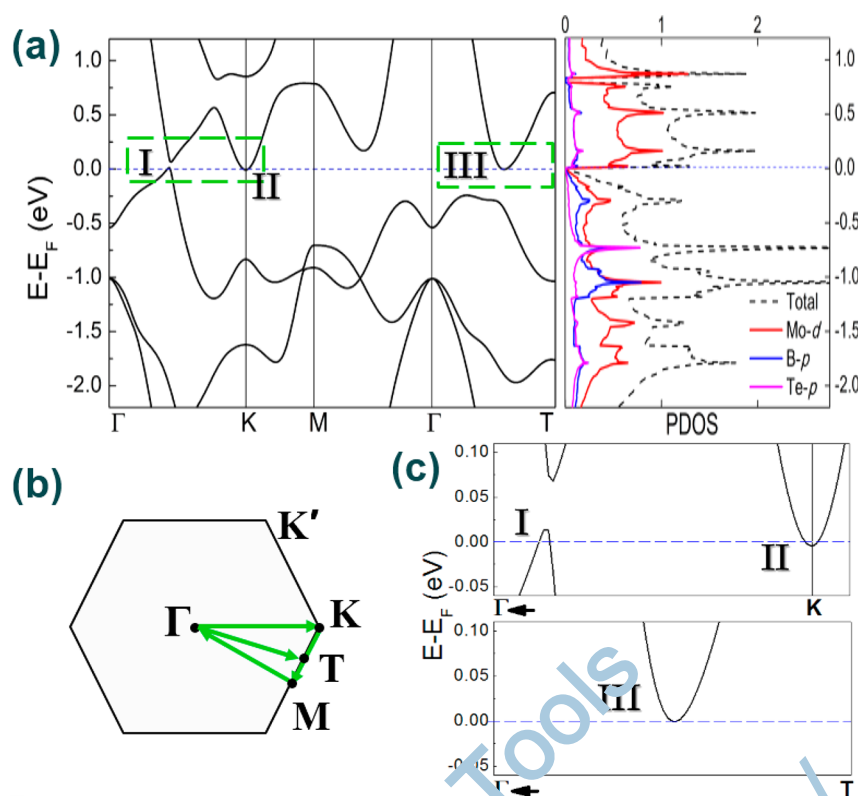 (a)
0 1 2
1.0
0.5
0.0
-0.5
-1.0
-1.5
-2.0
E-E_F (eV)
I
II
III
Γ K M Γ T
1.0
0.5
0.0
-0.5
-1.0
-1.5
-2.0
Total
Mo-d
B-p
Te-p
PDOS
(b)
K′
Γ
K
T
M
(c)
E-E_F (eV)
0.10
0.05
0.00
-0.05
I
II
Γ K
0.10
0.05
0.00
-0.05
III
Γ T
Tools